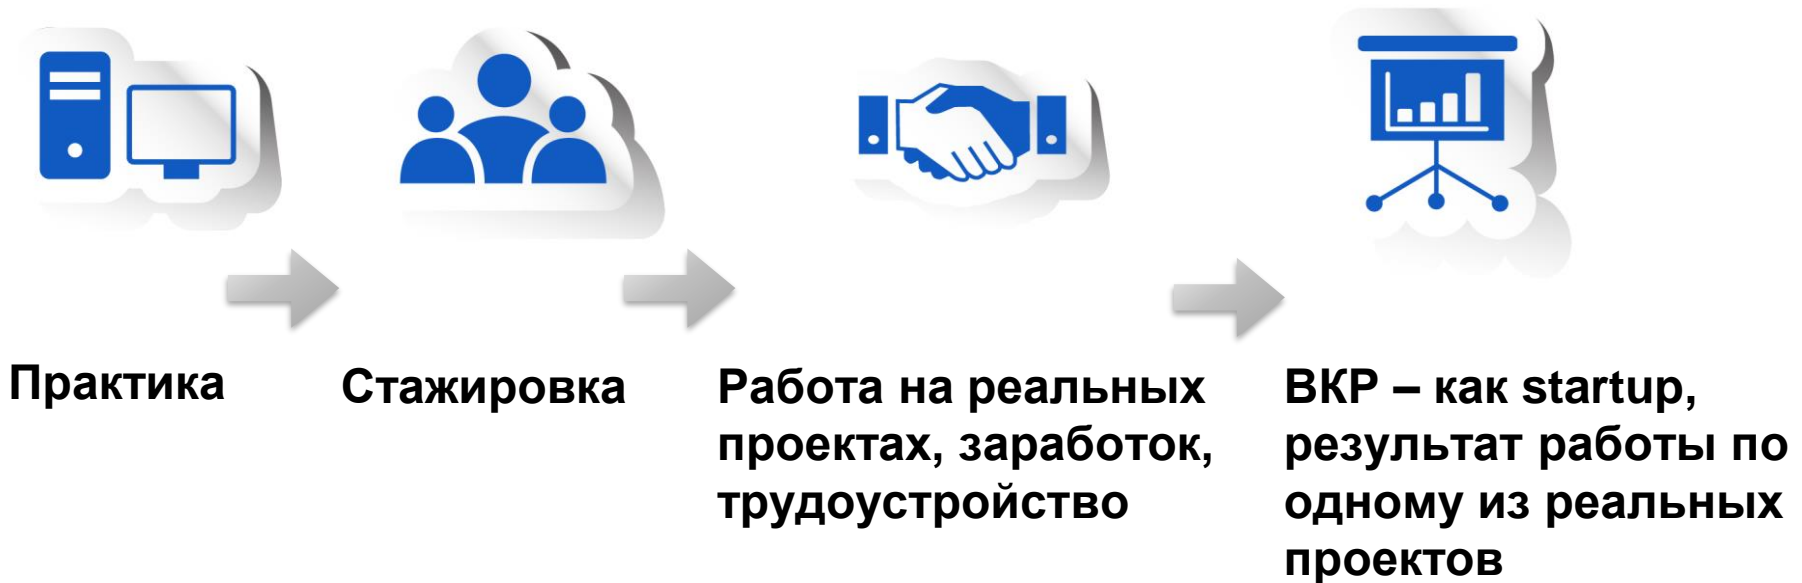 Практика
Стажировка
Работа на реальных
проектах, заработок,
трудоустройство
ВКР – как startup,
результат работы по
одному из реальных
проектов